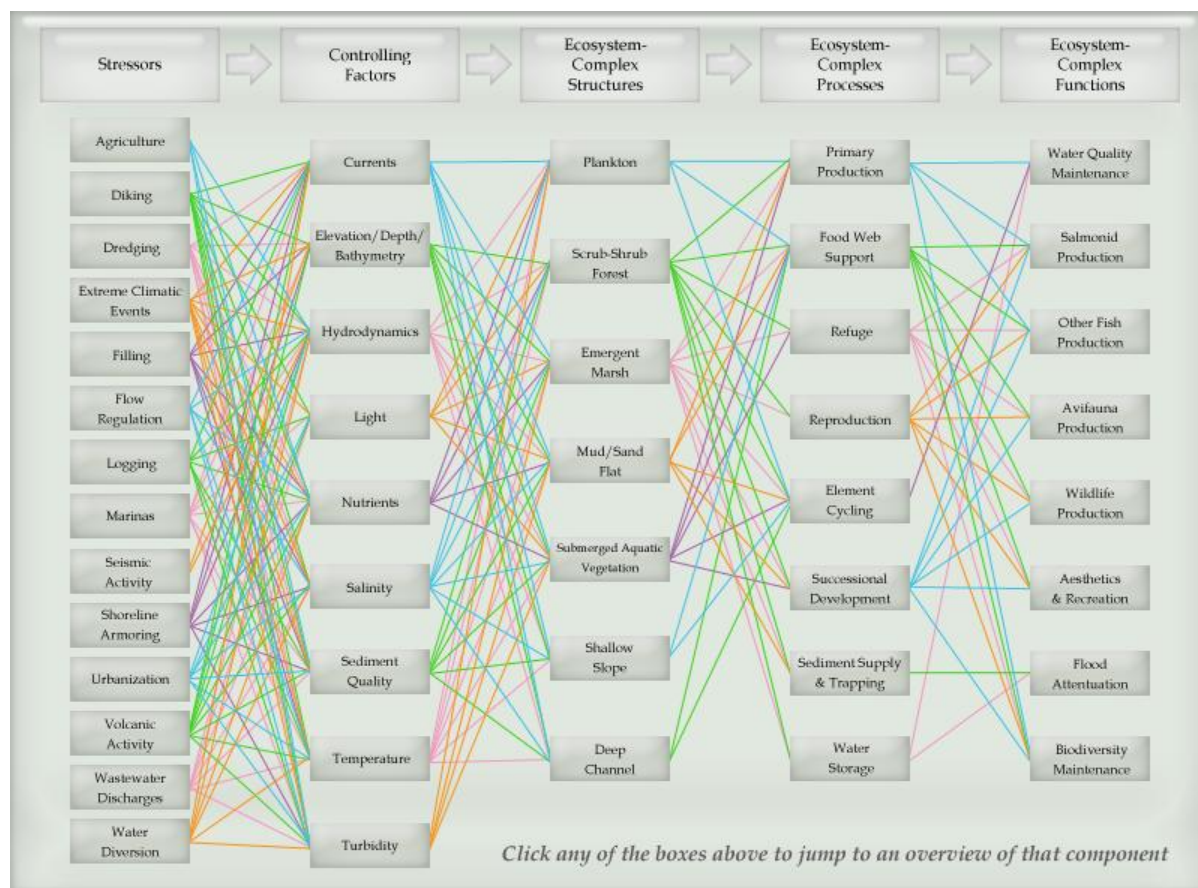 Stressors
Controlling
Factors
Ecosystem-
Complex
Structures
Ecosystem-
Complex
Processes
Ecosystem-
Complex
Functions
Agriculture
Diking
Dredging
Extreme Climatic
Events
Filling
Flow
Regulation
Logging
Marinas
Seismic
Activity
Shoreline
Armoring
Urbanization
Volcanic
Activity
Wastewater
Discharges
Water
Diversion
Currents
Elevation/Depth/
Bathymetry
Hydrodynamics
Light
Nutrients
Salinity
Sediment
Quality
Temperature
Turbidity
Plankton
Scrub-Shrub
Forest
Emergent
Marsh
Mud/Sand
Flat
Submerged Aquatic
Vegetation
Shallow
Slope
Deep
Channel
Primary
Production
Food Web
Support
Refuge
Reproduction
Element
Cycling
Successional
Development
Sediment Supply
& Trapping
Water
Storage
Water Quality
Maintenance
Salmonid
Production
Other Fish
Production
Avifauna
Production
Wildlife
Production
Aesthetics
& Recreation
Flood
Attentuation
Biodiversity
Maintenance
Click any of the boxes above to jump to an overview of that component